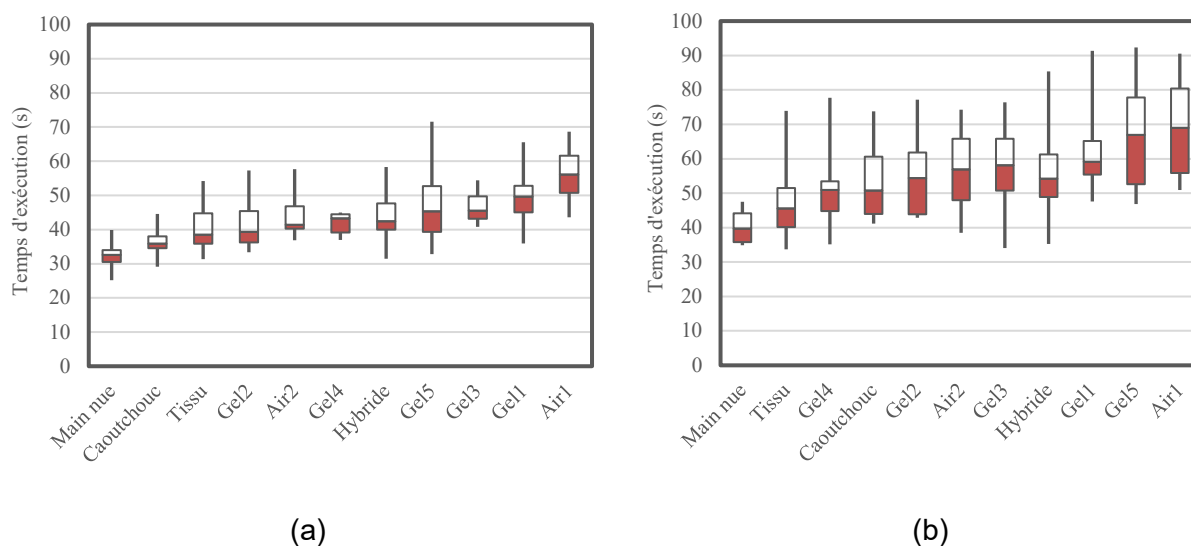 100
90
80
70
60
50
40
30
20
10
0
Temps d'exécution (s)
Main nue
Caoutchouc
Tissu
Gel2
Air2
Gel4
Hybride
Gel5
Gel3
Gel1
Air1
(a)
100
90
80
70
60
50
40
30
20
10
0
Temps d'exécution (s)
Main nue
Tissu
Gel4
Caoutchouc
Gel2
Air2
Gel3
Hybride
Gel1
Gel5
Air1
(b)